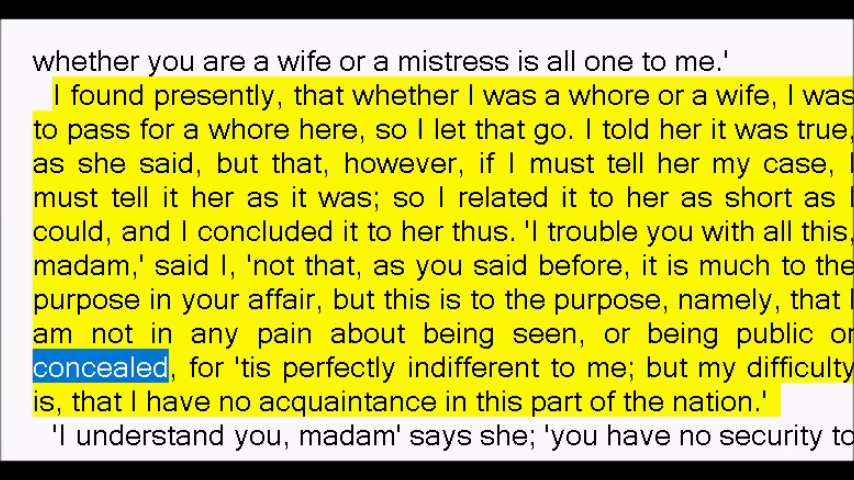 whether you are a wife or a mistress is all one to me.'
I found presently, that whether I was a whore or a wife, I was
to pass for a whore here, so I let that go. I told her it was true,
as she said, but that, however, if I must tell her my case, I
must tell it her as it was; so I related it to her as short as I
could, and I concluded it to her thus. 'I trouble you with all this,
madam,' said I, 'not that, as you said before, it is much to the
purpose in your affair, but this is to the purpose, namely, that I
am not in any pain about being seen, or being public or
concealed, for 'tis perfectly indifferent to me; but my difficulty
is, that I have no acquaintance in this part of the nation.'
'I understand you, madam' says she; 'you have no security to